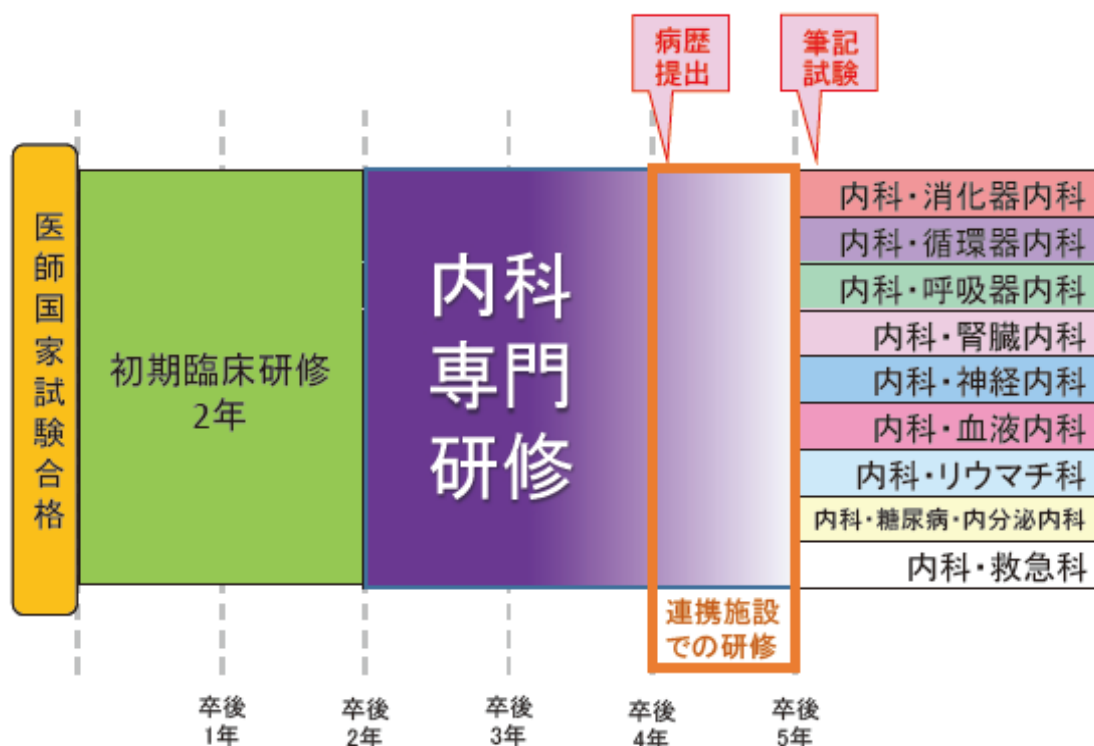 病歴
提出
筆記
試験
医師国家試験合格
初期臨床研修
2年
内科
専門
研修
内科・消化器内科
内科・循環器内科
内科・呼吸器内科
内科・腎臓内科
内科・神経内科
内科・血液内科
内科・リウマチ科
内科・糖尿病・内分泌内科
内科・救急科
連携施設
での研修
卒後
1年
卒後
2年
卒後
3年
卒後
4年
卒後
5年